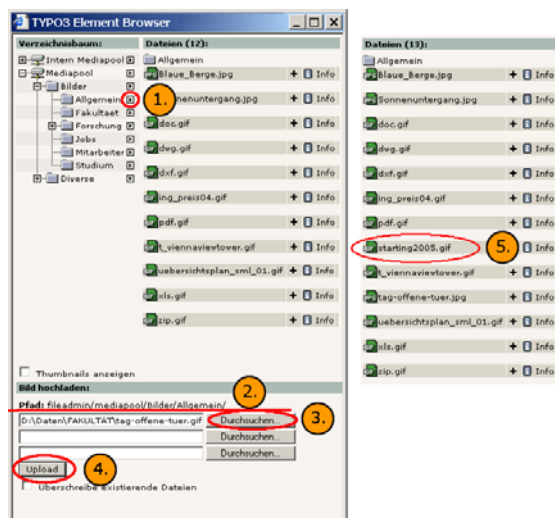 TYPO3 Element Browser
Verzeichnisbaum:
Intern Mediapool
Mediapool
Bilder
Allgemein
Fakultaet
Forschung
Jobs
Mitarbeiter
Studium
Diverse
1.
Dateien (12):
Allgemein
Blaue_Berge.jpg + Info
nenuntergang.jpg + Info
doc.gif + Info
dwg.gif + Info
dxf.gif + Info
ing_preis04.gif + Info
pdf.gif + Info
t_viennavievtover.gif + Info
uebersichtsplan_sml_01.gif + Info
xls.gif + Info
zip.gif + Info
Thumbnails anzeigen
Bild hochladen:
2.
Pfad: fileadmin/mediapool/Bilder/Allgemein/
D:\Daten\FAKULTÄT\tag-offene-tuer.gif Durchsuchen...
3.
Durchsuchen...
Durchsuchen...
Upload
4.
Überschreibe existierende Dateien
Dateien (13):
Allgemein
Blaue_Berge.jpg + Info
Sonnenuntergang.jpg + Info
doc.gif + Info
dwg.gif + Info
dxf.gif + Info
ing_preis04.gif + Info
pdf.gif + Info
starting2005.gif 5. Info
t_viennavievtover.gif + Info
tag-offene-tuer.jpg + Info
uebersichtsplan_sml_01.gif + Info
xls.gif + Info
zip.gif + Info